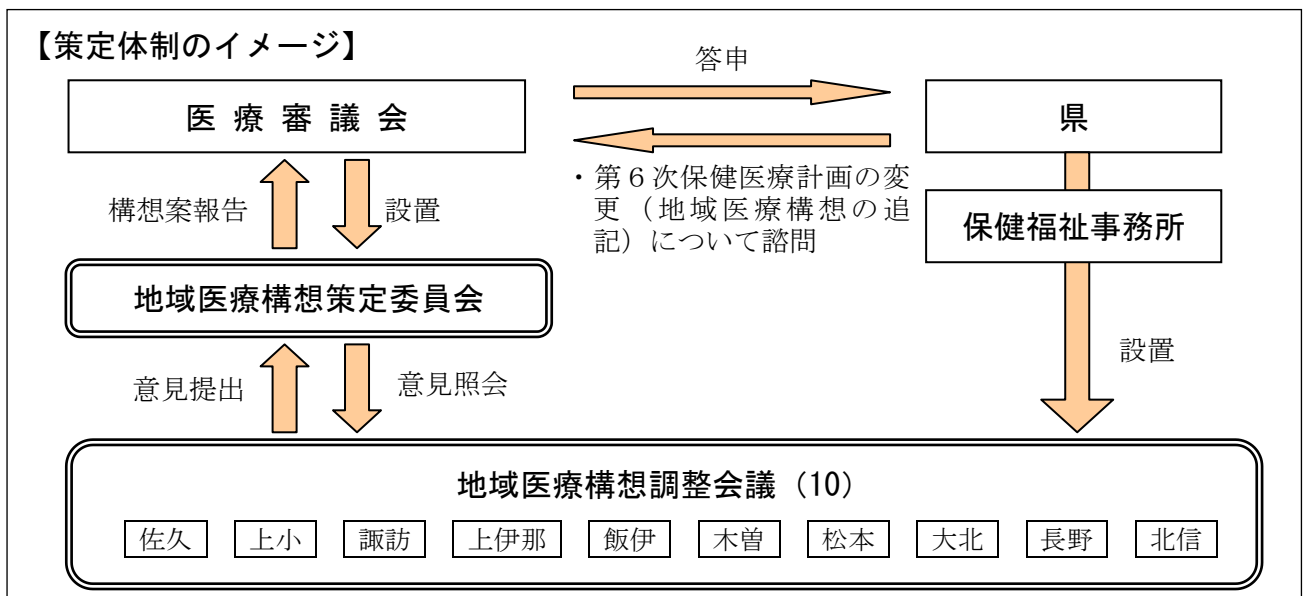 【策定体制のイメージ】
答申
医療審議会
県
・第６次保健医療計画の変
更（地域医療構想の追
記）について諮問
構想案報告
設置
保健福祉事務所
地域医療構想策定委員会
設置
意見提出
意見照会
地域医療構想調整会議（10）
佐久 上小 諏訪 上伊那 飯伊 木曽 松本 大北 長野 北信